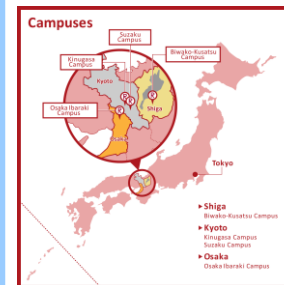 Campuses
Suzaku
Campus
Kinugasa
Campus
Biwako-Kusatsu
Campus
Kyoto
Osaka Ibaraki
Campus
Shiga
Tokyo
▸ Shiga
Biwako-Kusatsu Campus
▸ Kyoto
Kinugasa Campus
Suzaku Campus
▸ Osaka
Osaka Ibaraki Campus